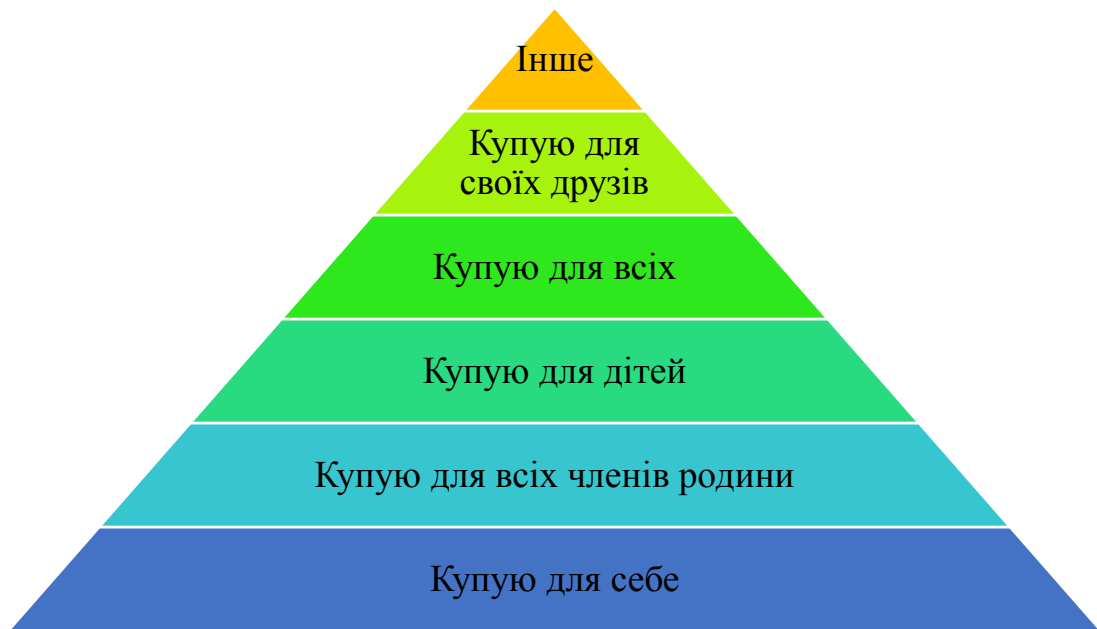 Інше
Купую для
своїх друзів
Купую для всіх
Купую для дітей
Купую для всіх членів родини
Купую для себе